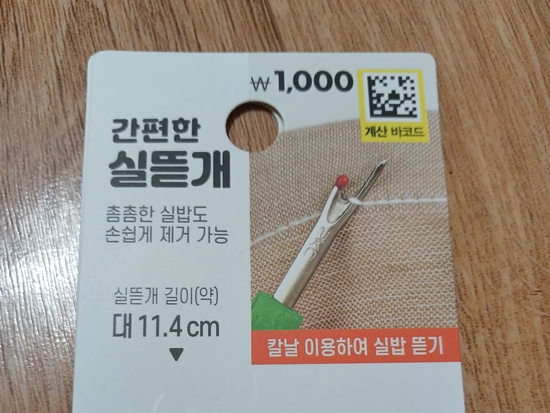 ₩1,000
계산 바코드
간편한
실뜯개
촘촘한 실밥도
손쉽게 제거 가능
실뜯개 길이(약)
대 11.4 cm
칼날 이용하여 실밥 뜯기